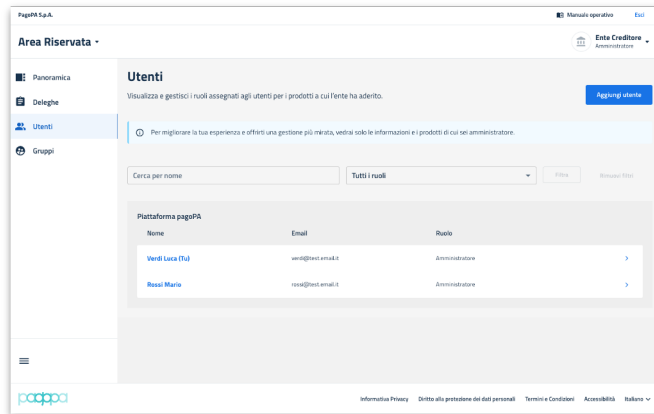 PagoPA S.p.A.
Manuale operativo
Esci
Area Riservata
Ente Creditore
Amministratore
Panoramica
Deleghe
Utenti
Gruppi
Utenti
Visualizza e gestisci i ruoli assegnati agli utenti per i prodotti a cui l'ente ha aderito.
Aggiungi utente
Per migliorare la tua esperienza e offrirti una gestione più mirata, vedrai solo le informazioni e i prodotti di cui sei amministratore.
Cerca per nome
Tutti i ruoli
Filtra
Rimuovi filtri
Piattaforma pagoPA
Nome Email Ruolo
Verdi Luca (Tu) verdi@test.email.it Amministratore
Rossi Mario rossi@test.email.it Amministratore
pagopa
Informativa Privacy Diritto alla protezione dei dati personali Termini e Condizioni Accessibilità Italiano